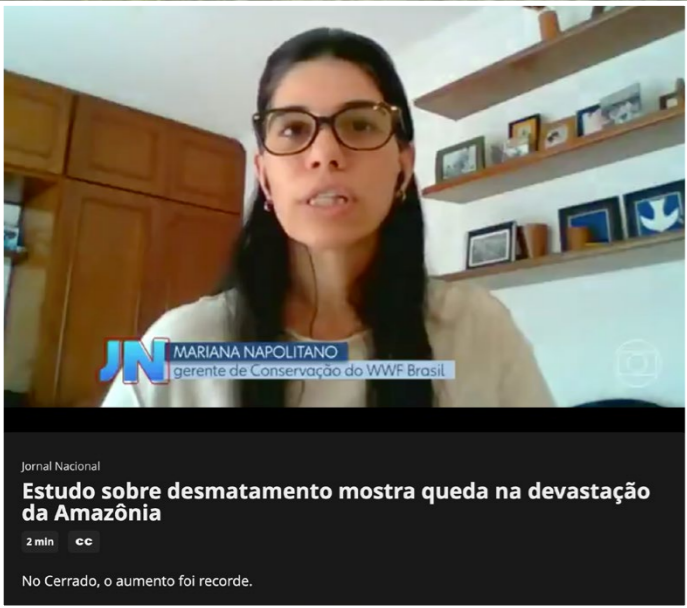 JN MARIANA NAPOLITANO
gerente de Conservação do WWF Brasil
Jornal Nacional
Estudo sobre desmatamento mostra queda na devastação
da Amazônia
2 min CC
No Cerrado, o aumento foi recorde.